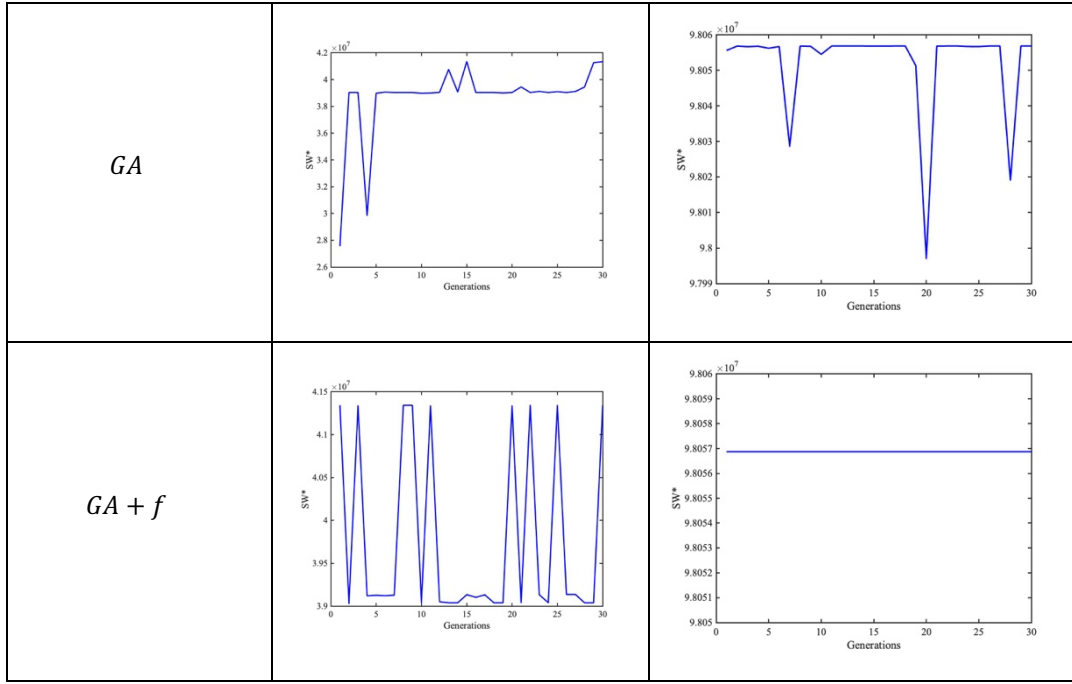 GA
×10^7
4.2
4
3.8
3.6
3.4
3.2
3
2.8
2.6
SW*
0 5 10 15 20 25 30
Generations
×10^7
9.806
9.805
9.804
9.803
9.802
9.801
9.8
9.799
SW*
0 5 10 15 20 25 30
Generations
GA + f
×10^7
4.15
4.1
4.05
4
3.95
3.9
SW*
0 5 10 15 20 25 30
Generations
×10^7
9.806
9.8059
9.8058
9.8057
9.8056
9.8055
9.8054
9.8053
9.8052
9.8051
9.805
SW*
0 5 10 15 20 25 30
Generations